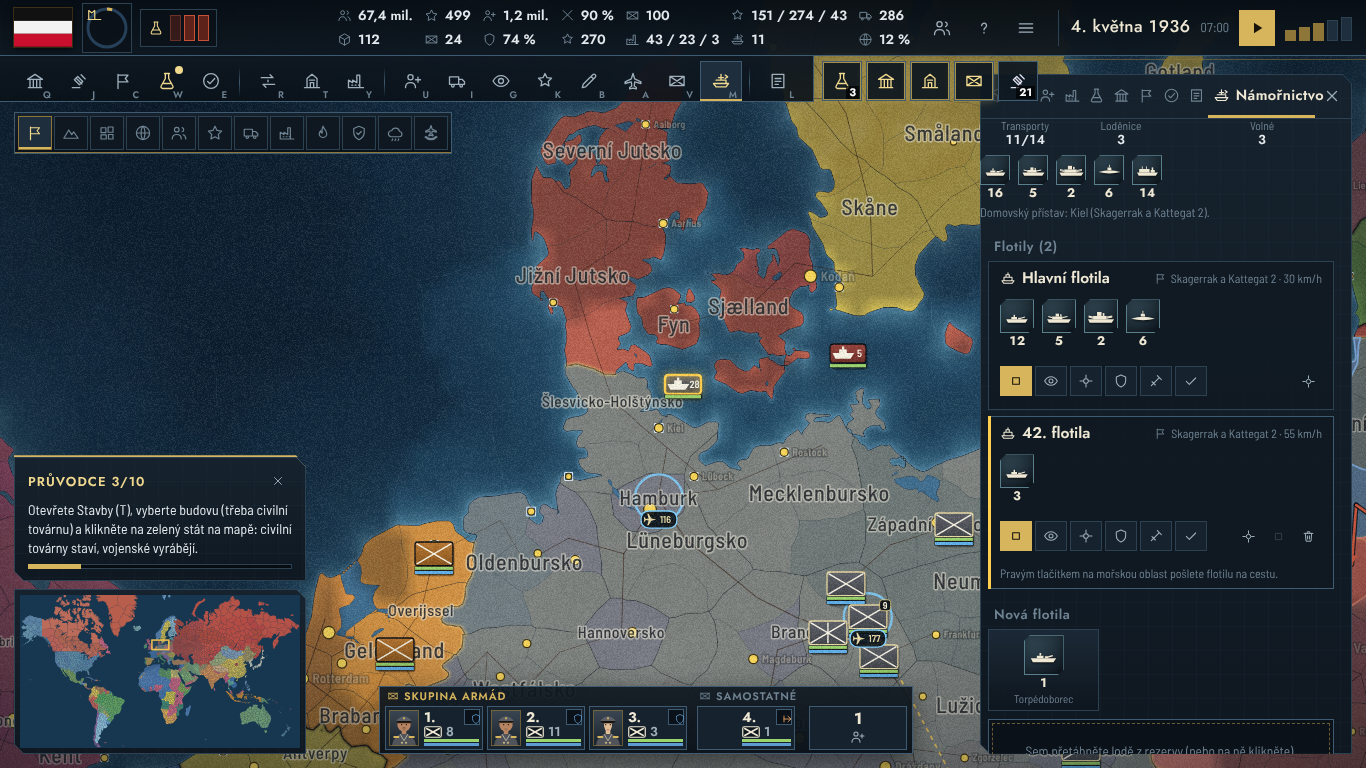 67,4 mil. 499 1,2 mil. 90 % 100 151 / 274 / 43 286
112 24 74 % 270 43 / 23 / 3 11 12 %
? 4. května 1936 07:00
Q J C W E R T Y U I G K B A V M L
3 21
Námořnictvo
Transporty Loděnice Volné
11/14 3 3
16 5 2 6 14
Domovský přístav: Kiel (Skagerrak a Kattegat 2).
Flotily (2)
Hlavní flotila Skagerrak a Kattegat 2 · 30 km/h
12 5 2 6
42. flotila Skagerrak a Kattegat 2 · 55 km/h
3
Pravým tlačítkem na mořskou oblast pošlete flotilu na cestu.
Nová flotila
1
Torpédoborec
Sem přetáhněte lodě z rezervy (nebo na ně klikněte)
Gotland
Aalborg
Severní Jutsko
Småland
Skåne
Aarhus
Jižní Jutsko
Kodaň
Sjælland
Fyn
5
28
Šlesvicko-Holštýnsko
Kiel
Rostock
Lübeck
Hamburk
116
Mecklenbursko
Západní
Lüneburgsko
Oldenbursko
Overijssel
Hannoversko
9
177
Magdeburk
Frankfur
Rotterdam
Vestfálsko
Antverpy
Kent
Drážďany
Zgorzelec
PRŮVODCE 3/10
Otevřete Stavby (T), vyberte budovu (třeba civilní
továrnu) a klikněte na zelený stát na mapě: civilní
továrny staví, vojenské vyrábějí.
SKUPINA ARMÁD SAMOSTATNÉ
1. 8
2. 11
3. 3
4. 1
1